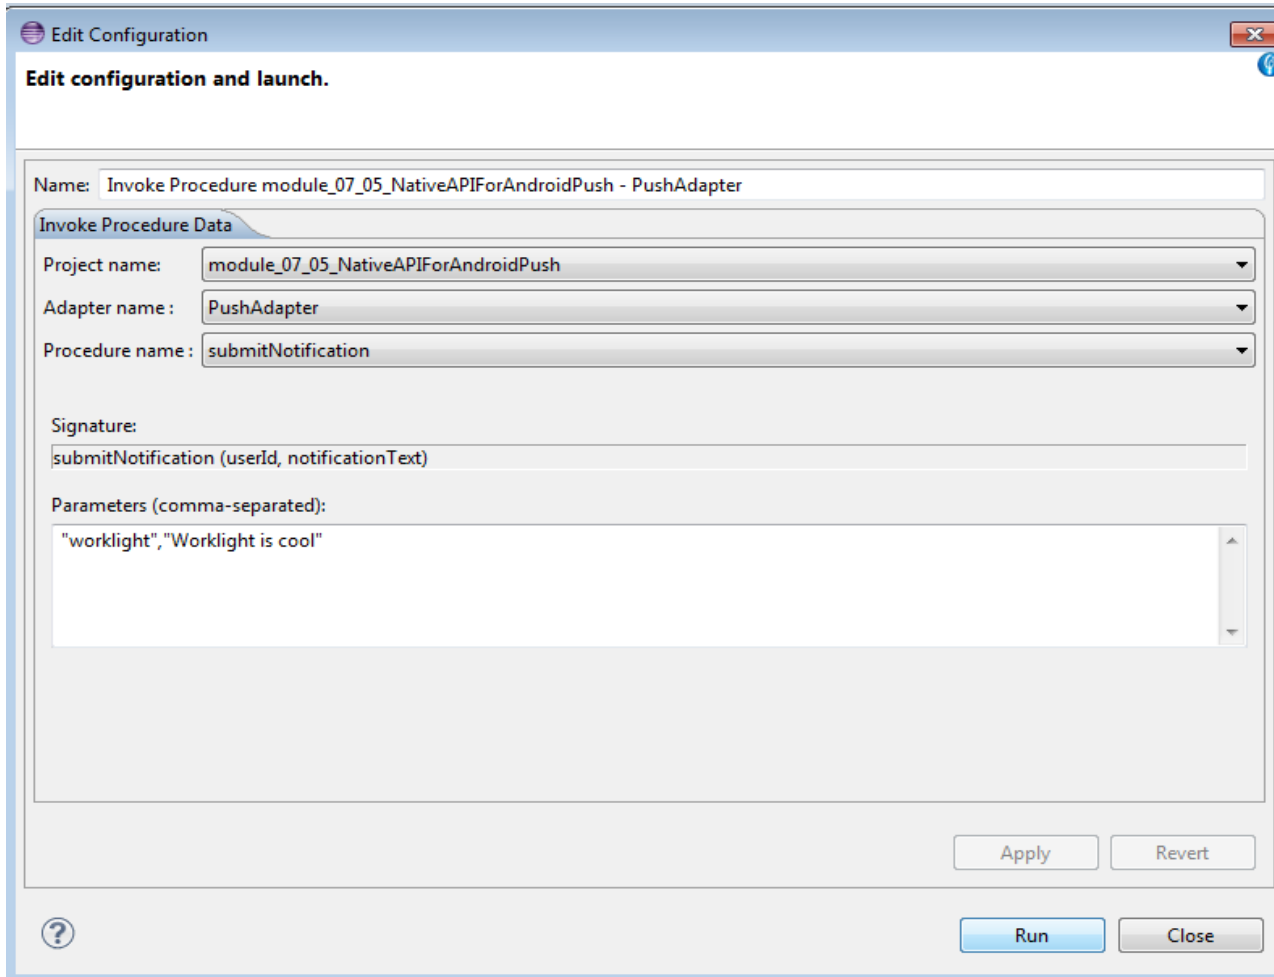 Edit Configuration
Edit configuration and launch.
Name: Invoke Procedure module_07_05_NativeAPIForAndroidPush - PushAdapter
Invoke Procedure Data
Project name: module_07_05_NativeAPIForAndroidPush
Adapter name : PushAdapter
Procedure name : submitNotification
Signature:
submitNotification (userId, notificationText)
Parameters (comma-separated):
"worklight","Worklight is cool"
Apply Revert
? Run Close